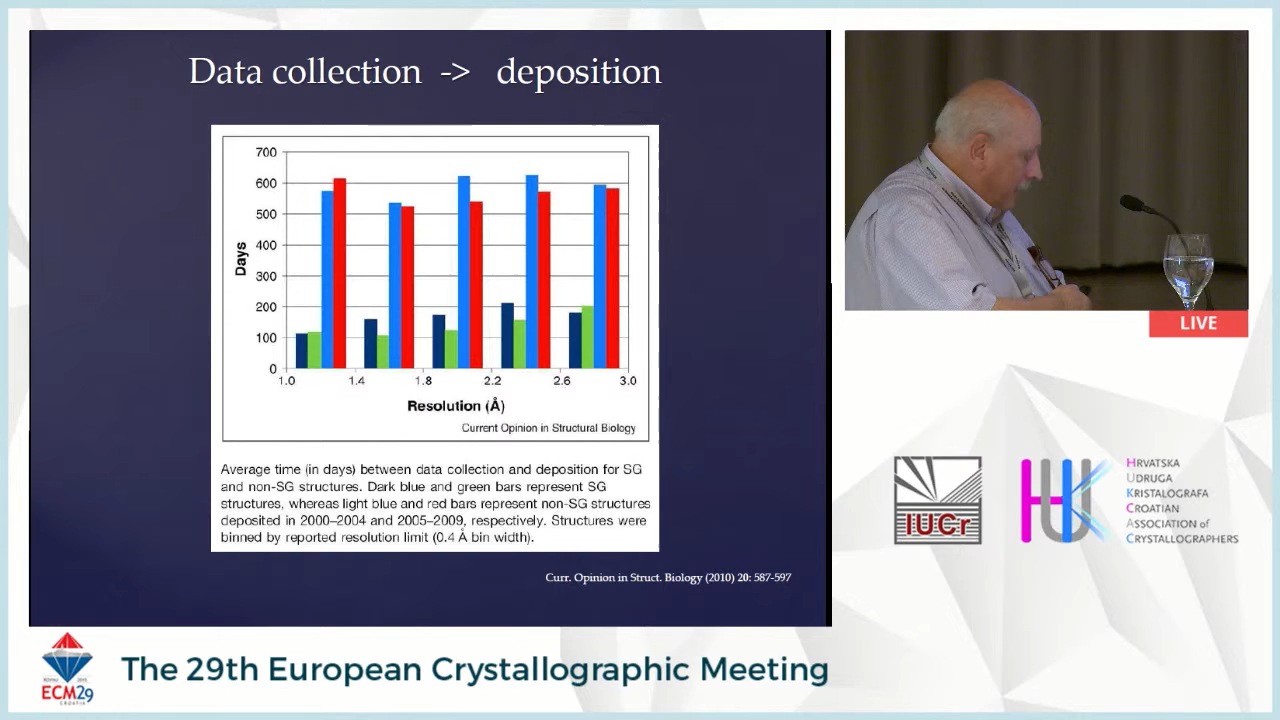 Data collection -> deposition
700
600
500
400
300
200
100
0
Days
1.0 1.4 1.8 2.2 2.6 3.0
Resolution (Å)
Current Opinion in Structural Biology
Average time (in days) between data collection and deposition for SG
and non-SG structures. Dark blue and green bars represent SG
structures, whereas light blue and red bars represent non-SG structures
deposited in 2000–2004 and 2005–2009, respectively. Structures were
binned by reported resolution limit (0.4 Å bin width).
Curr. Opinion in Struct. Biology (2010) 20: 587-597
LIVE
IUCr
HUK
HRVATSKA
UDRUGA
KRISTALOGRAFA
CROATIAN
ASSOCIATION of
CRYSTALLOGRAPHERS
ECM29
CROATIA
The 29th European Crystallographic Meeting